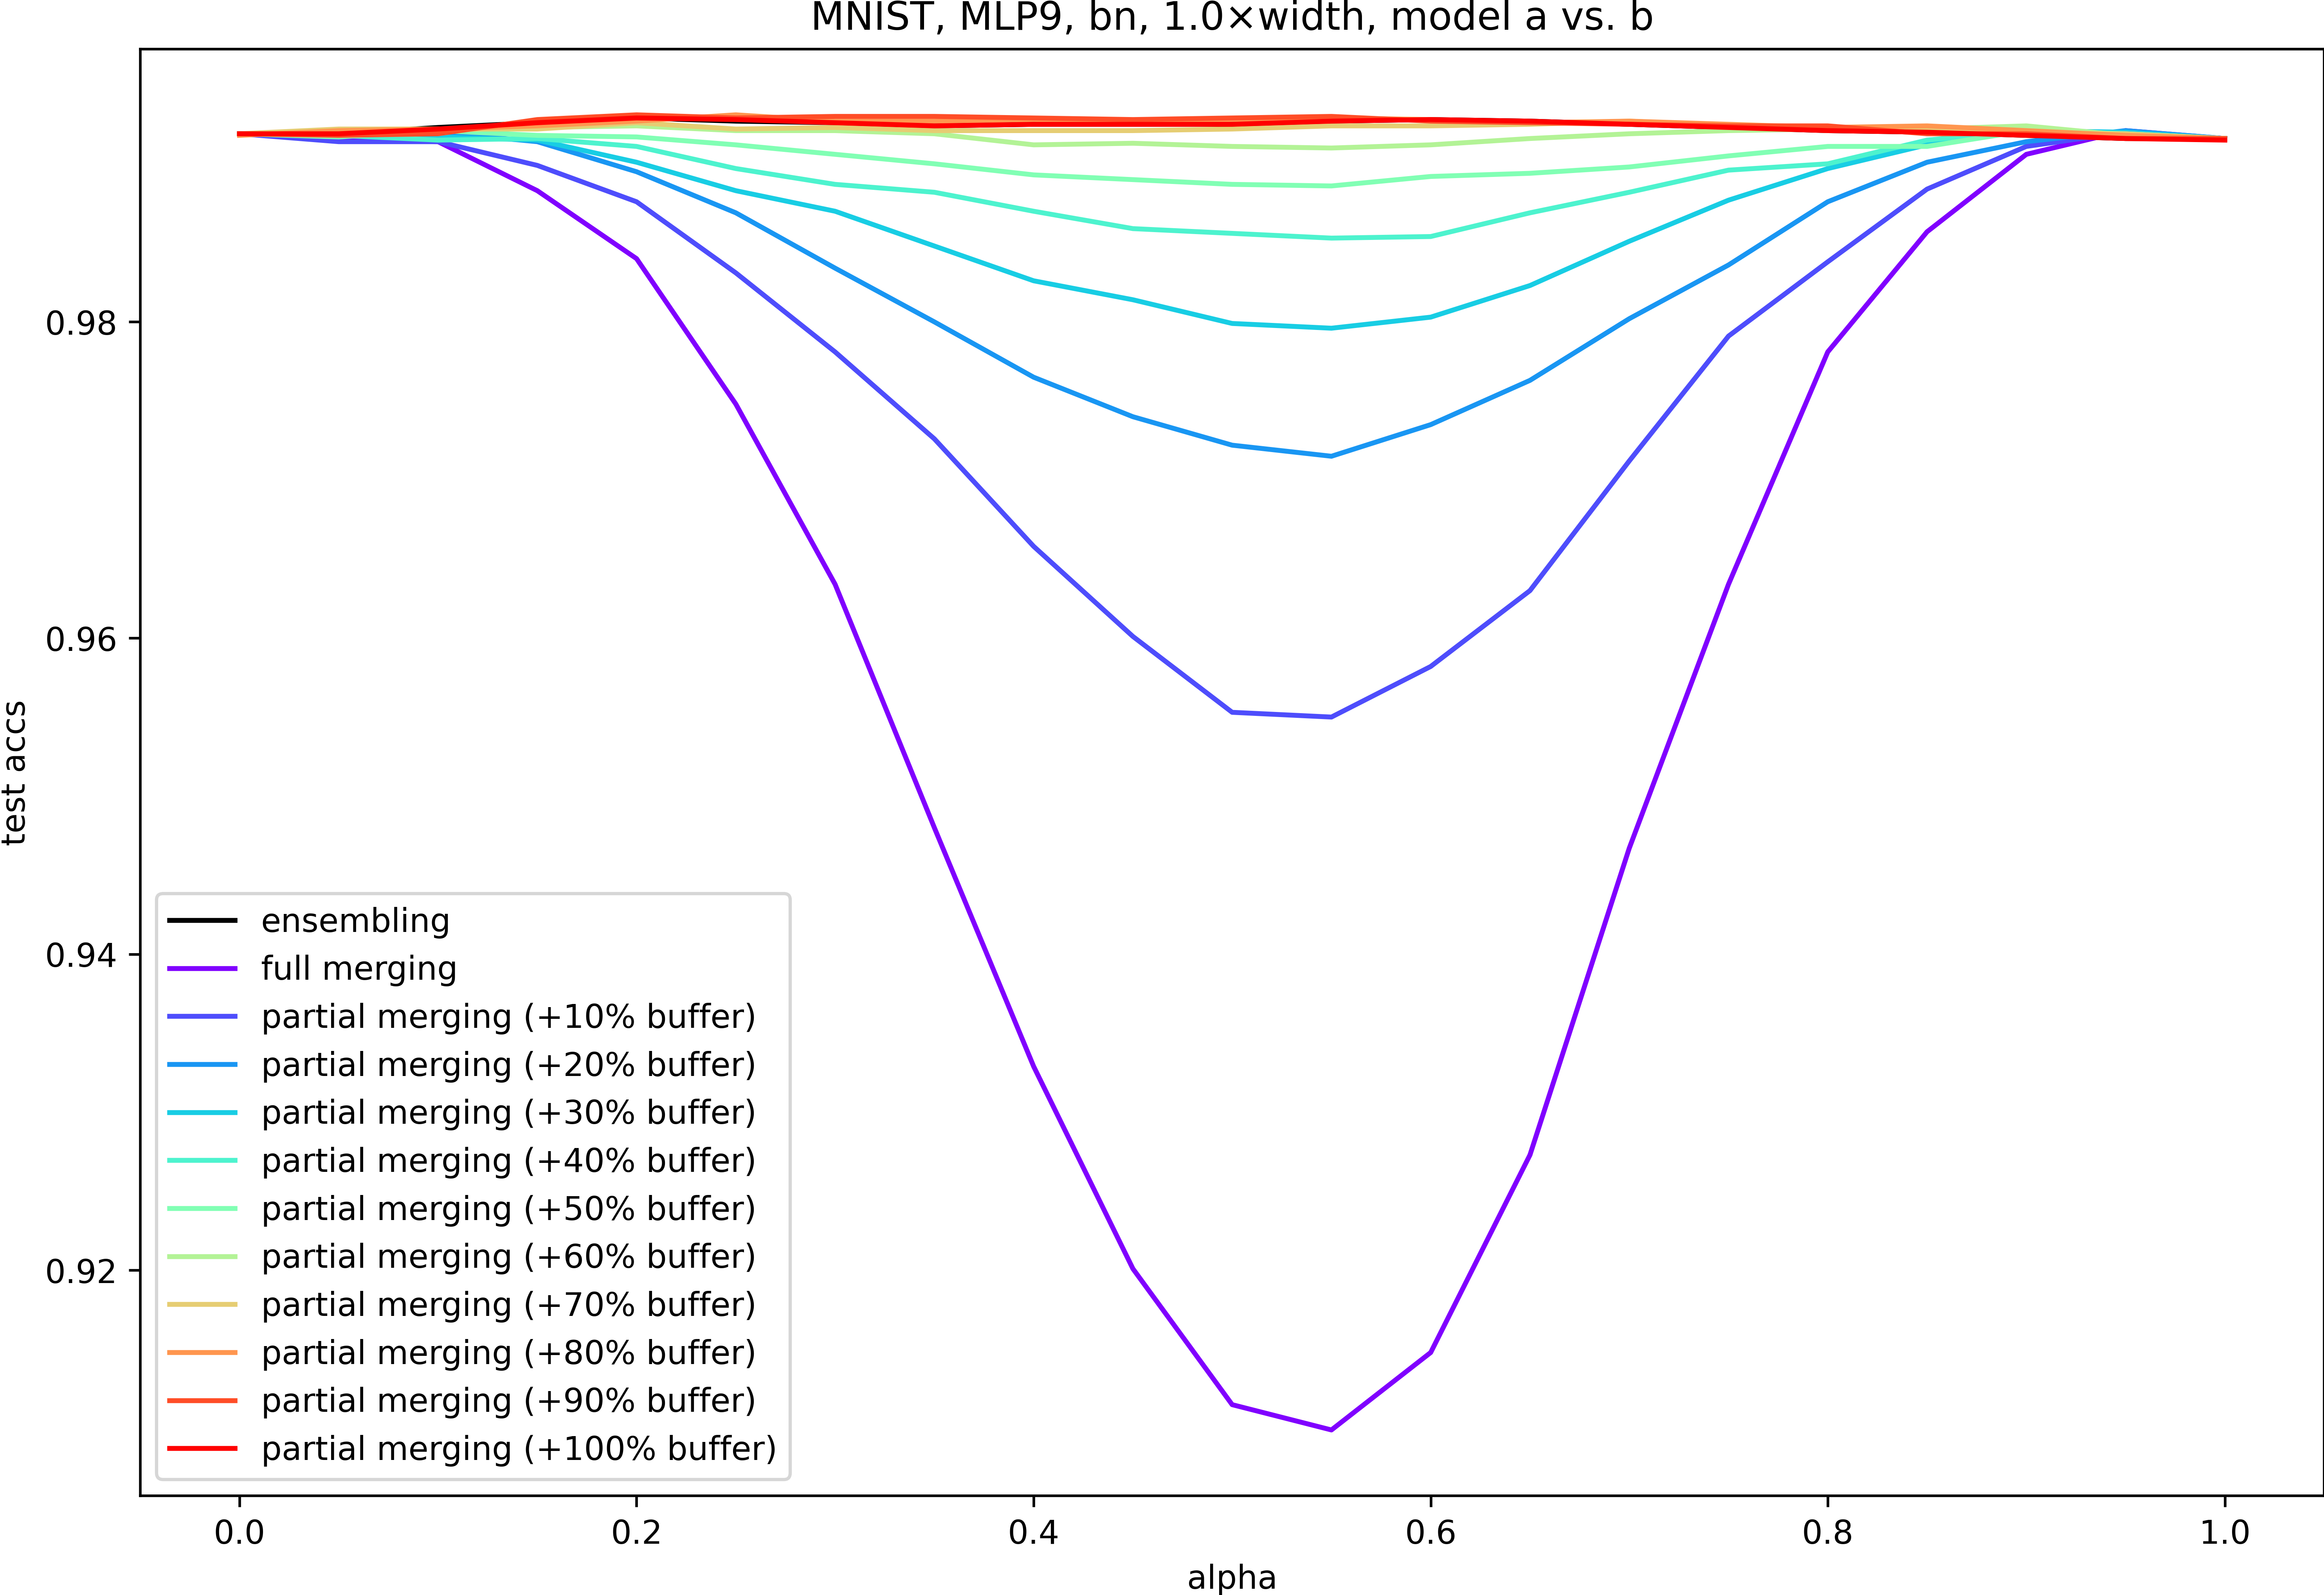 MNIST, MLP9, bn, 1.0×width, model a vs. b
test accs
0.98
0.96
0.94
0.92
ensembling
full merging
partial merging (+10% buffer)
partial merging (+20% buffer)
partial merging (+30% buffer)
partial merging (+40% buffer)
partial merging (+50% buffer)
partial merging (+60% buffer)
partial merging (+70% buffer)
partial merging (+80% buffer)
partial merging (+90% buffer)
partial merging (+100% buffer)
0.0 0.2 0.4 0.6 0.8 1.0
alpha